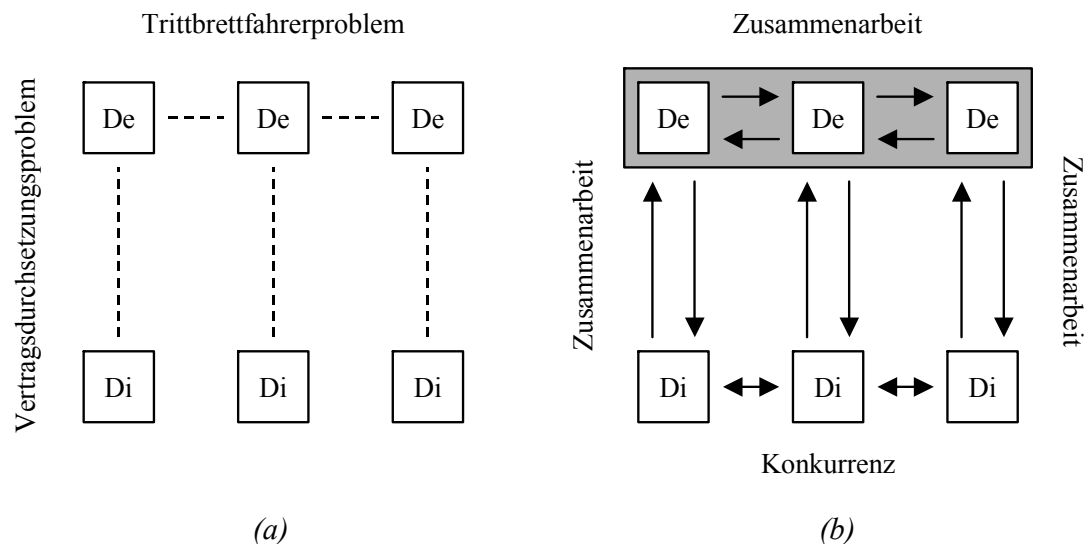 Trittbrettfahrerproblem
Vertragsdurchsetzungsproblem
De
De
De
Di
Di
Di
(a)
Zusammenarbeit
Zusammenarbeit
De
De
De
Zusammenarbeit
Di
Di
Di
Konkurrenz
(b)